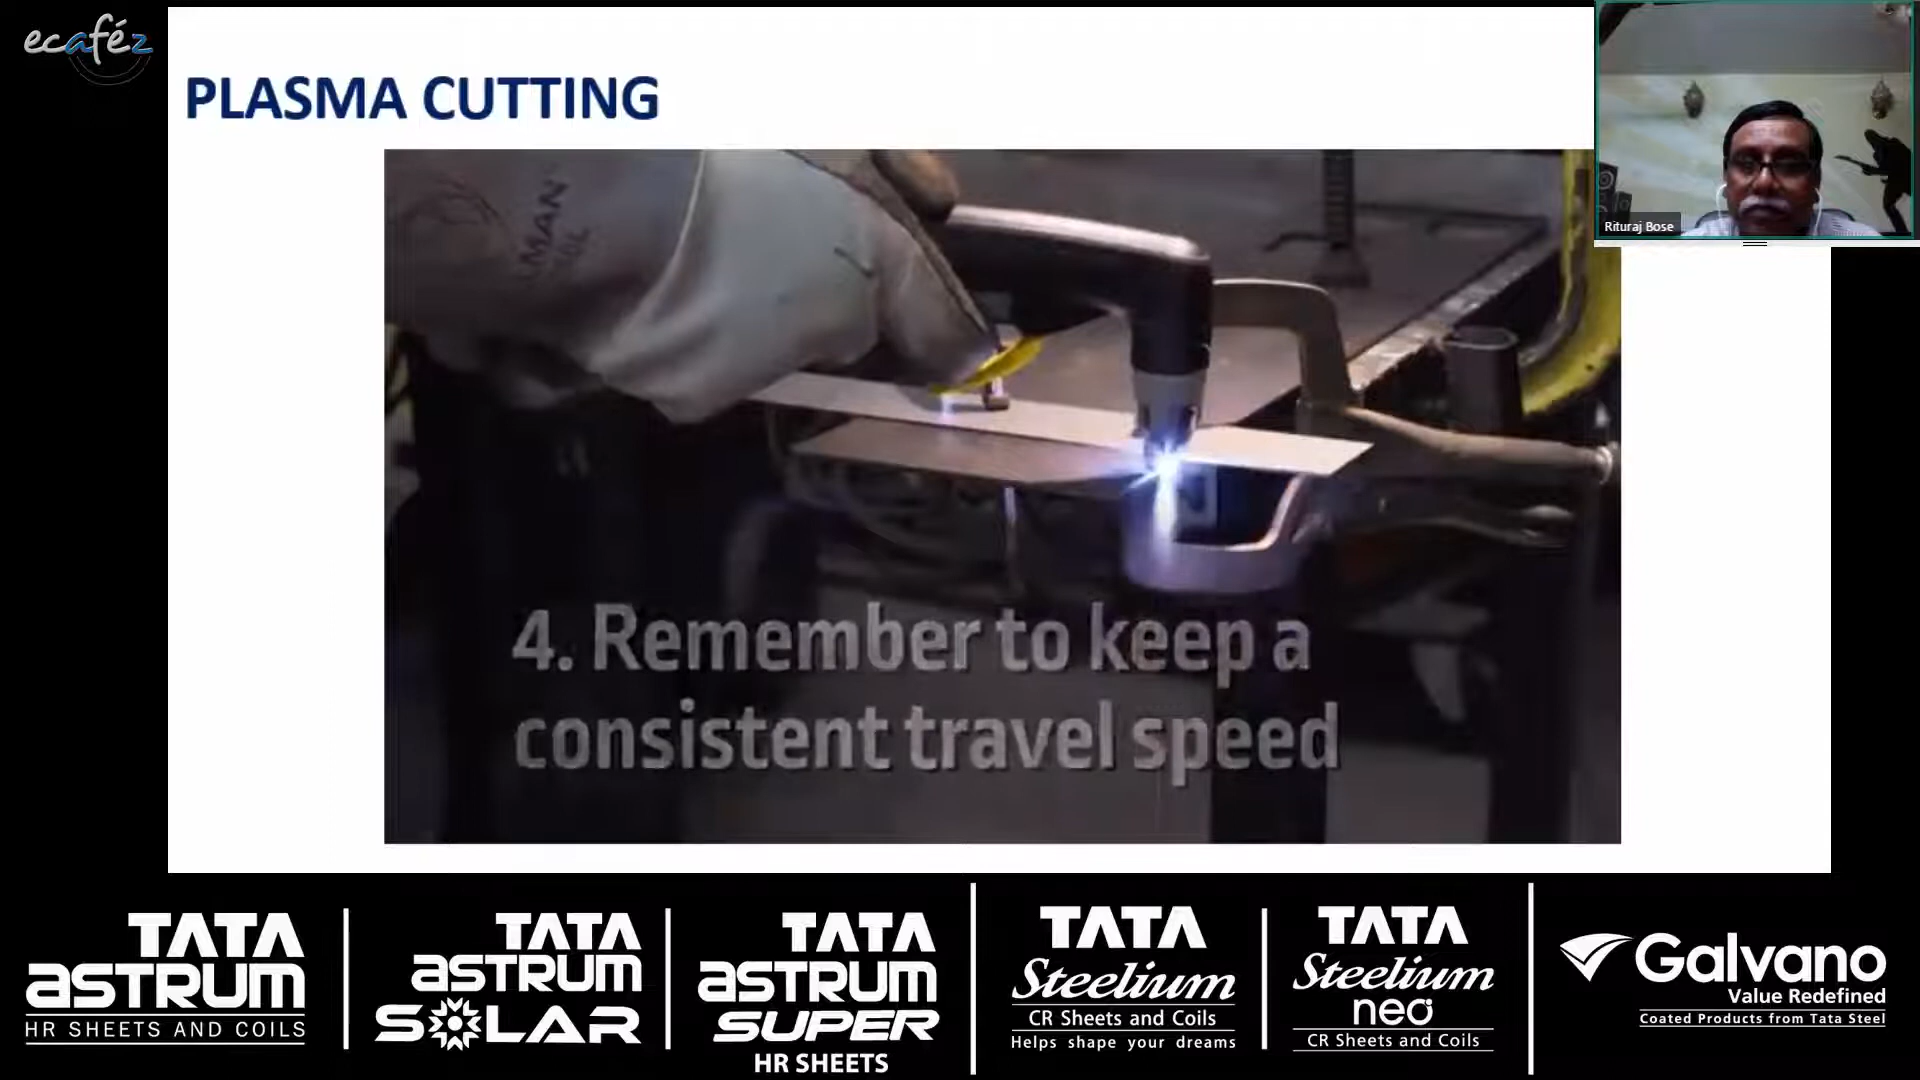 ecaféz
PLASMA CUTTING
Rituraj Bose
4. Remember to keep a
consistent travel speed
TATA
astrum
HR SHEETS AND COILS
TATA
astrum
SOLAR
TATA
astrum
SUPER
HR SHEETS
TATA
Steelium
CR Sheets and Coils
Helps shape your dreams
TATA
Steelium
neo
CR Sheets and Coils
Galvano
Value Redefined
Coated Products from Tata Steel